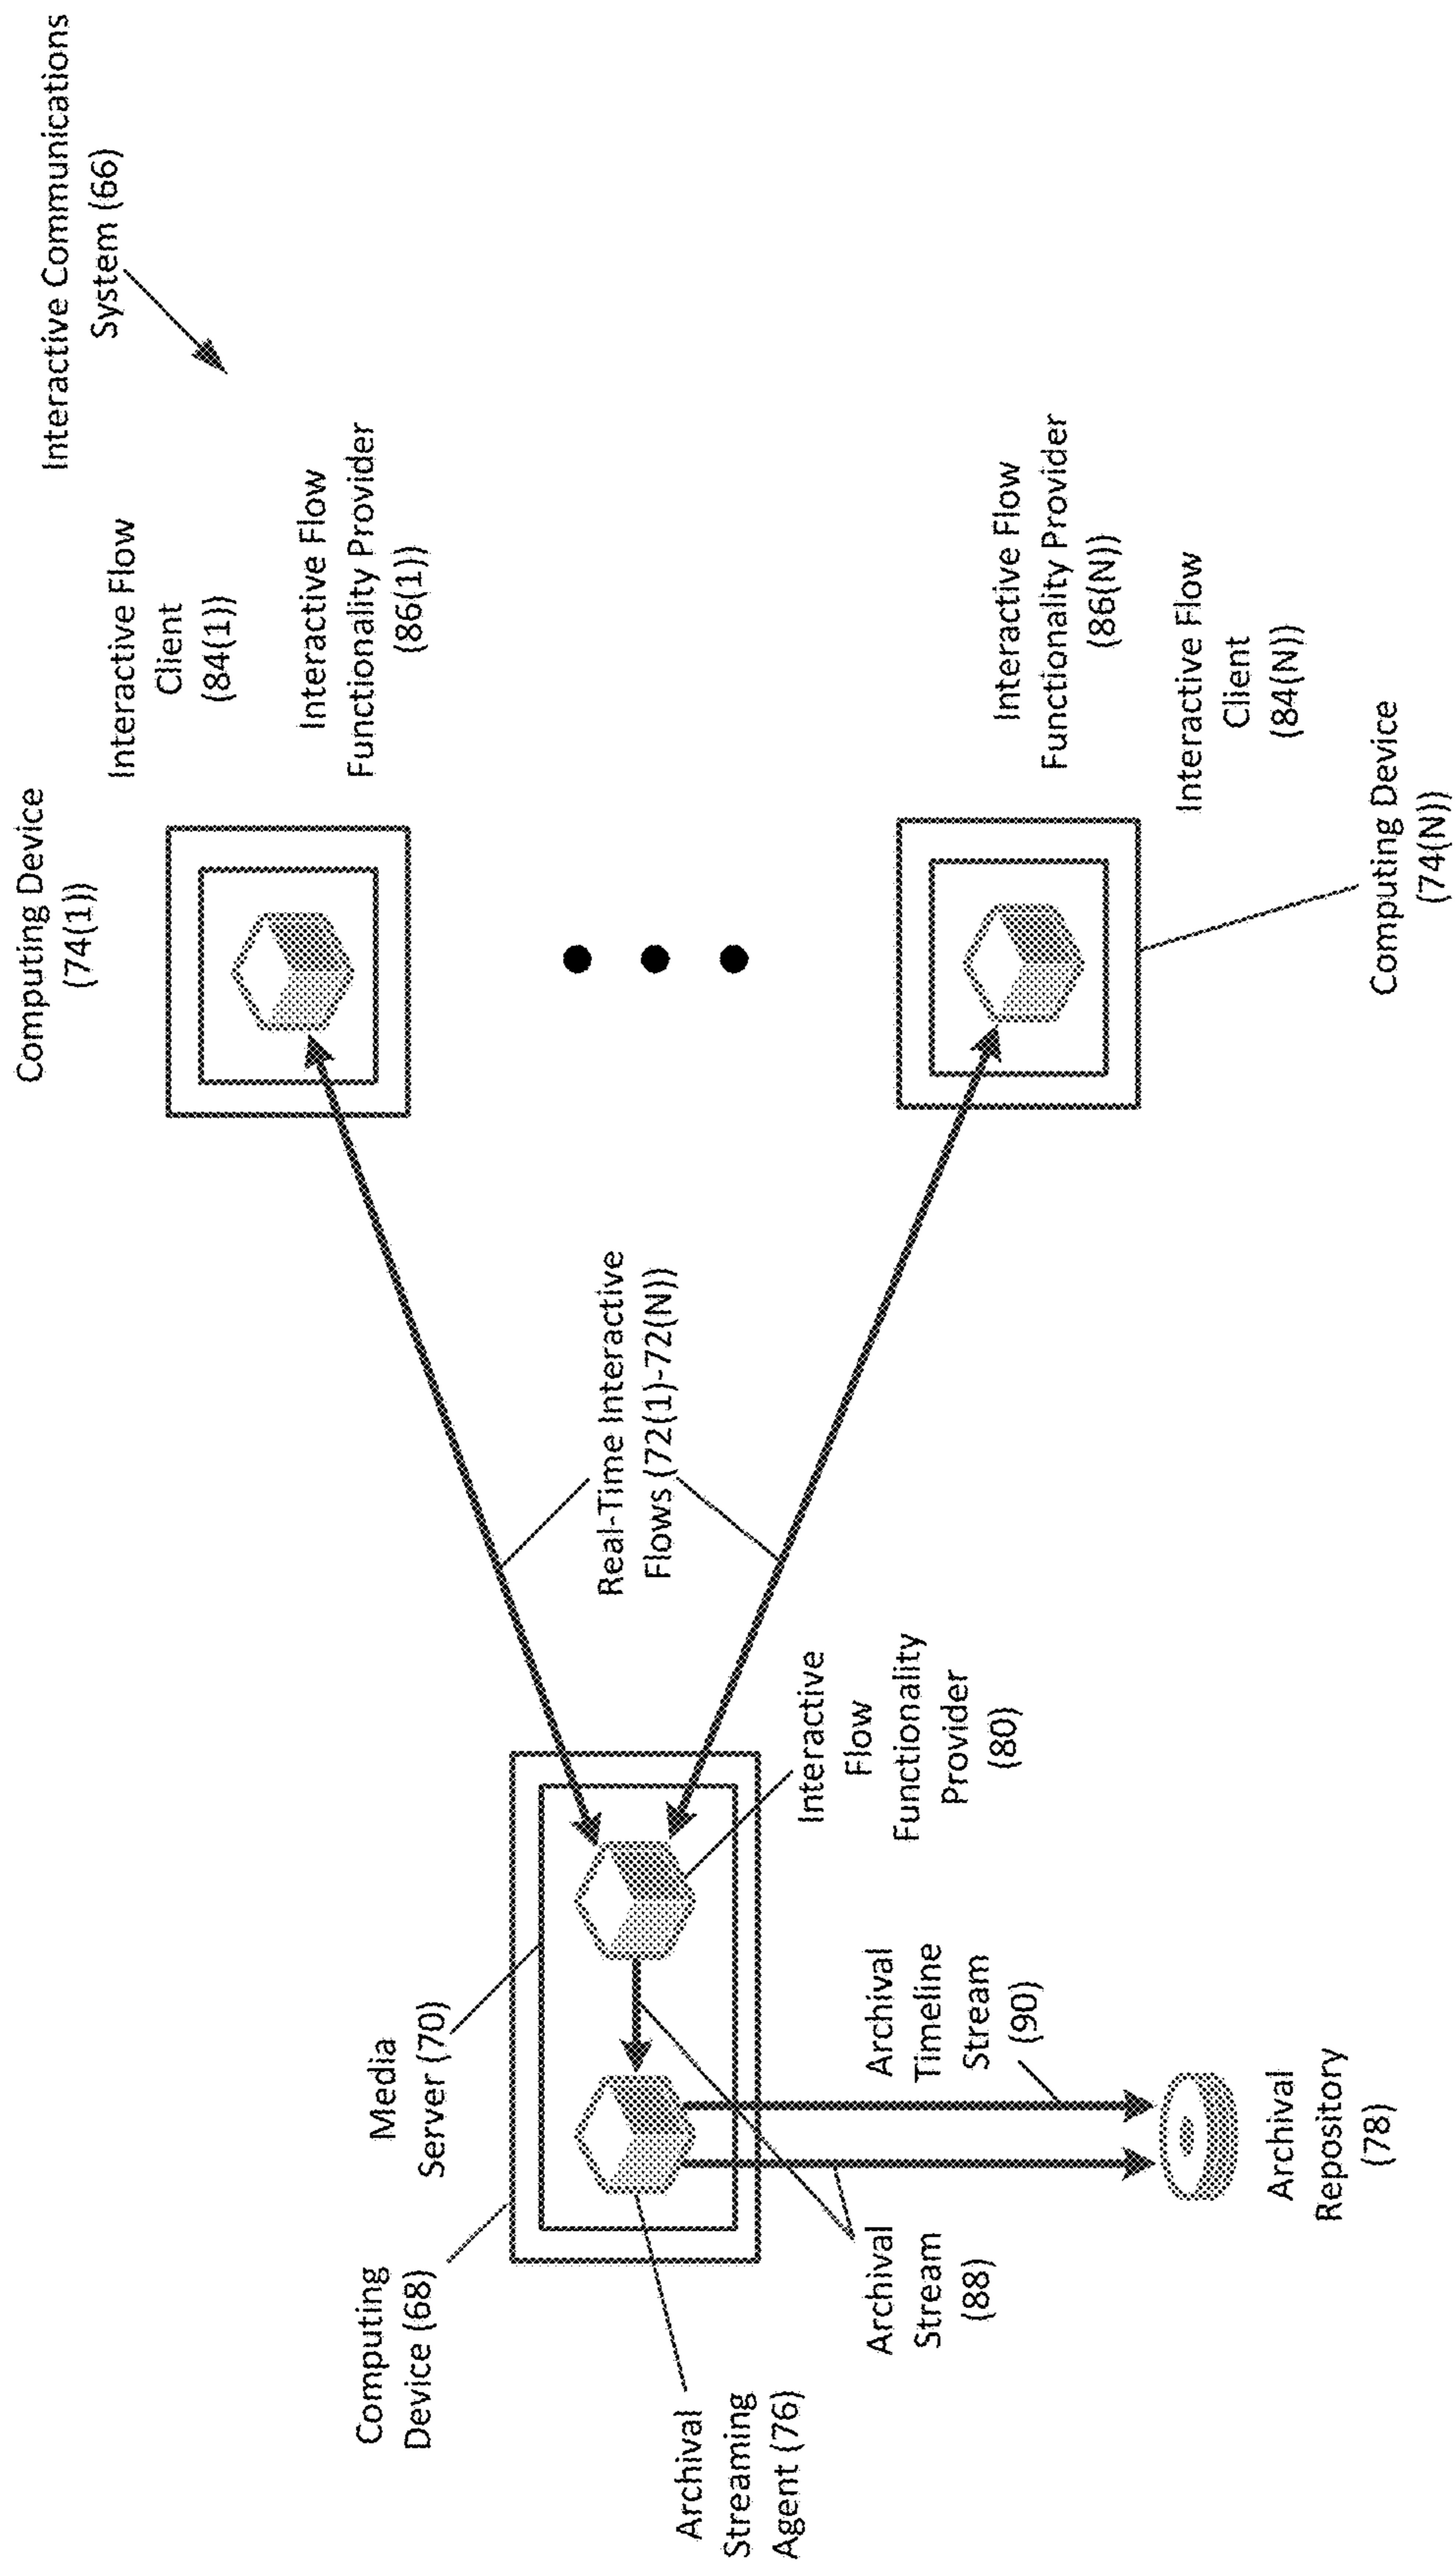 Interactive Communications
System (66)
Computing Device
(74(1))
Interactive Flow
Client
(84(1))
Interactive Flow
Functionality Provider
(86(1))
Media
Server (70)
Computing
Device (68)
Real-Time Interactive
Flows (72(1)-72(N))
Archival
Streaming
Agent (76)
Interactive
Flow
Functionality
Provider
(80)
Archival
Stream
(88)
Archival
Timeline
Stream
(90)
Archival
Repository
(78)
Interactive Flow
Functionality Provider
(86(N))
Interactive Flow
Client
(84(N))
Computing Device
(74(N))